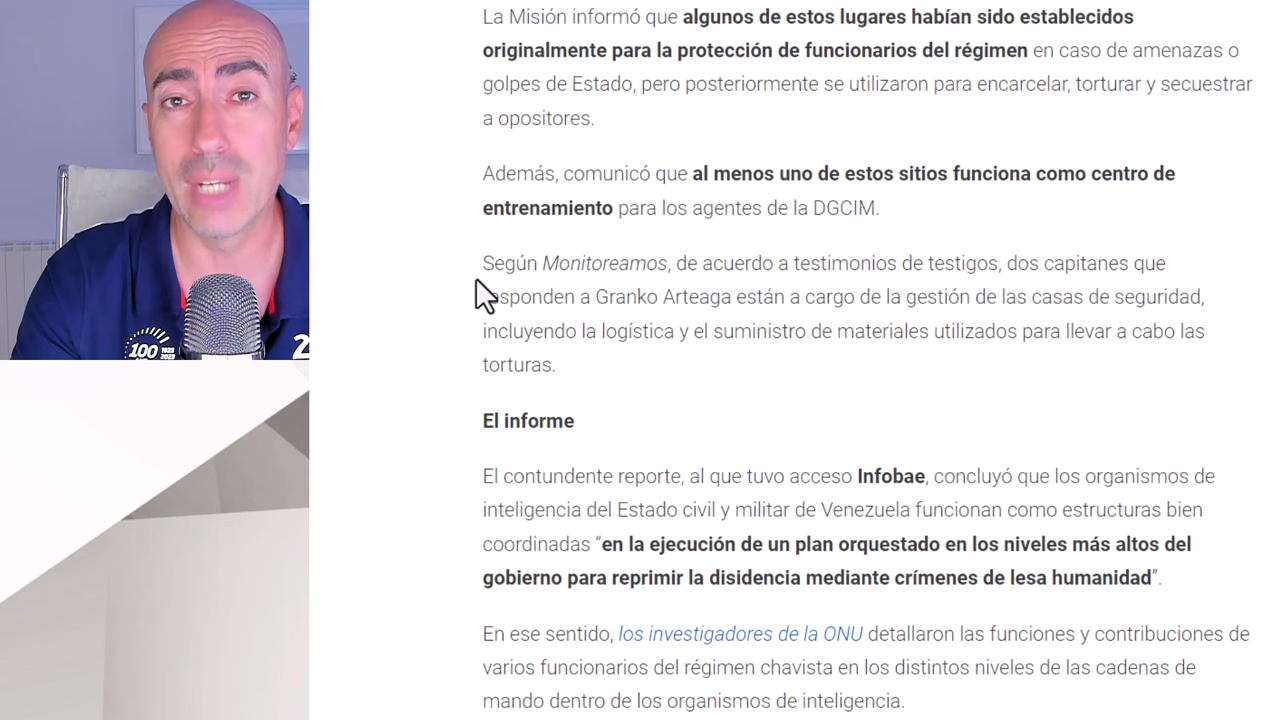 La Misión informó que algunos de estos lugares habían sido establecidos
originalmente para la protección de funcionarios del régimen en caso de amenazas o
golpes de Estado, pero posteriormente se utilizaron para encarcelar, torturar y secuestrar
a opositores.
Además, comunicó que al menos uno de estos sitios funciona como centro de
entrenamiento para los agentes de la DGCIM.
Según Monitoreamos, de acuerdo a testimonios de testigos, dos capitanes que
esponden a Granko Arteaga están a cargo de la gestión de las casas de seguridad,
incluyendo la logística y el suministro de materiales utilizados para llevar a cabo las
torturas.
El informe
El contundente reporte, al que tuvo acceso Infobae, concluyó que los organismos de
inteligencia del Estado civil y militar de Venezuela funcionan como estructuras bien
coordinadas “en la ejecución de un plan orquestado en los niveles más altos del
gobierno para reprimir la disidencia mediante crímenes de lesa humanidad”.
En ese sentido, los investigadores de la ONU detallaron las funciones y contribuciones de
varios funcionarios del régimen chavista en los distintos niveles de las cadenas de
mando dentro de los organismos de inteligencia.
100
1923
2023
2